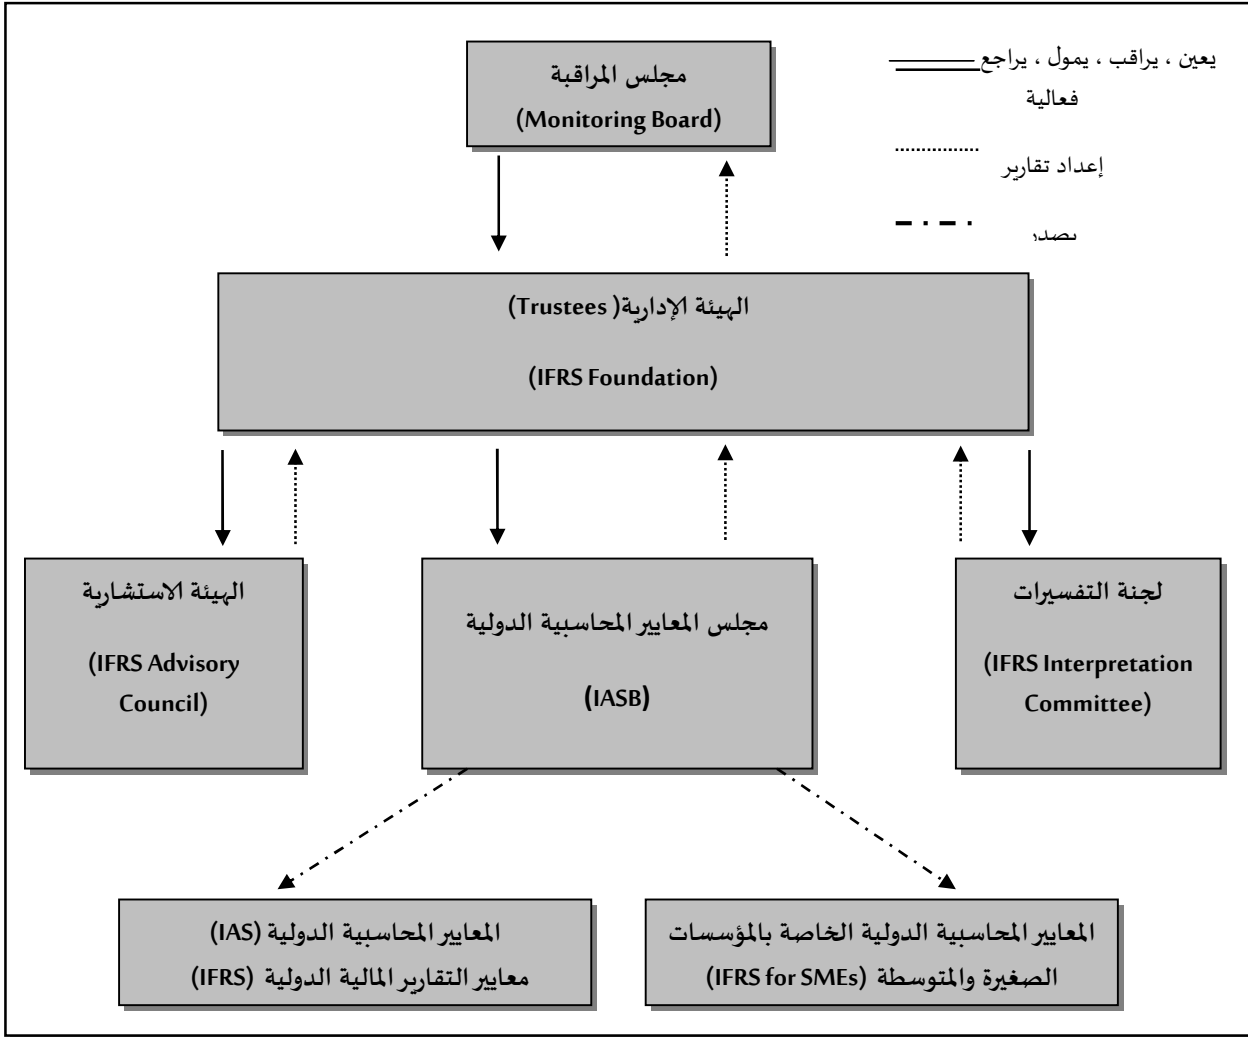 مجلس المراقبة
(Monitoring Board)
يعين ، يراقب ، يمول ، يراجع
فعالية
إعداد تقارير
الهيئة الإدارية( Trustees)
(IFRS Foundation)
الهيئة الاستشارية
(IFRS Advisory
Council)
مجلس المعايير المحاسبية الدولية
(IASB)
لجنة التفسيرات
(IFRS Interpretation
Committee)
المعايير المحاسبية الدولية (IAS)
معايير التقارير المالية الدولية (IFRS)
المعايير المحاسبية الدولية الخاصة بالمؤسسات
الصغيرة والمتوسطة (IFRS for SMEs)